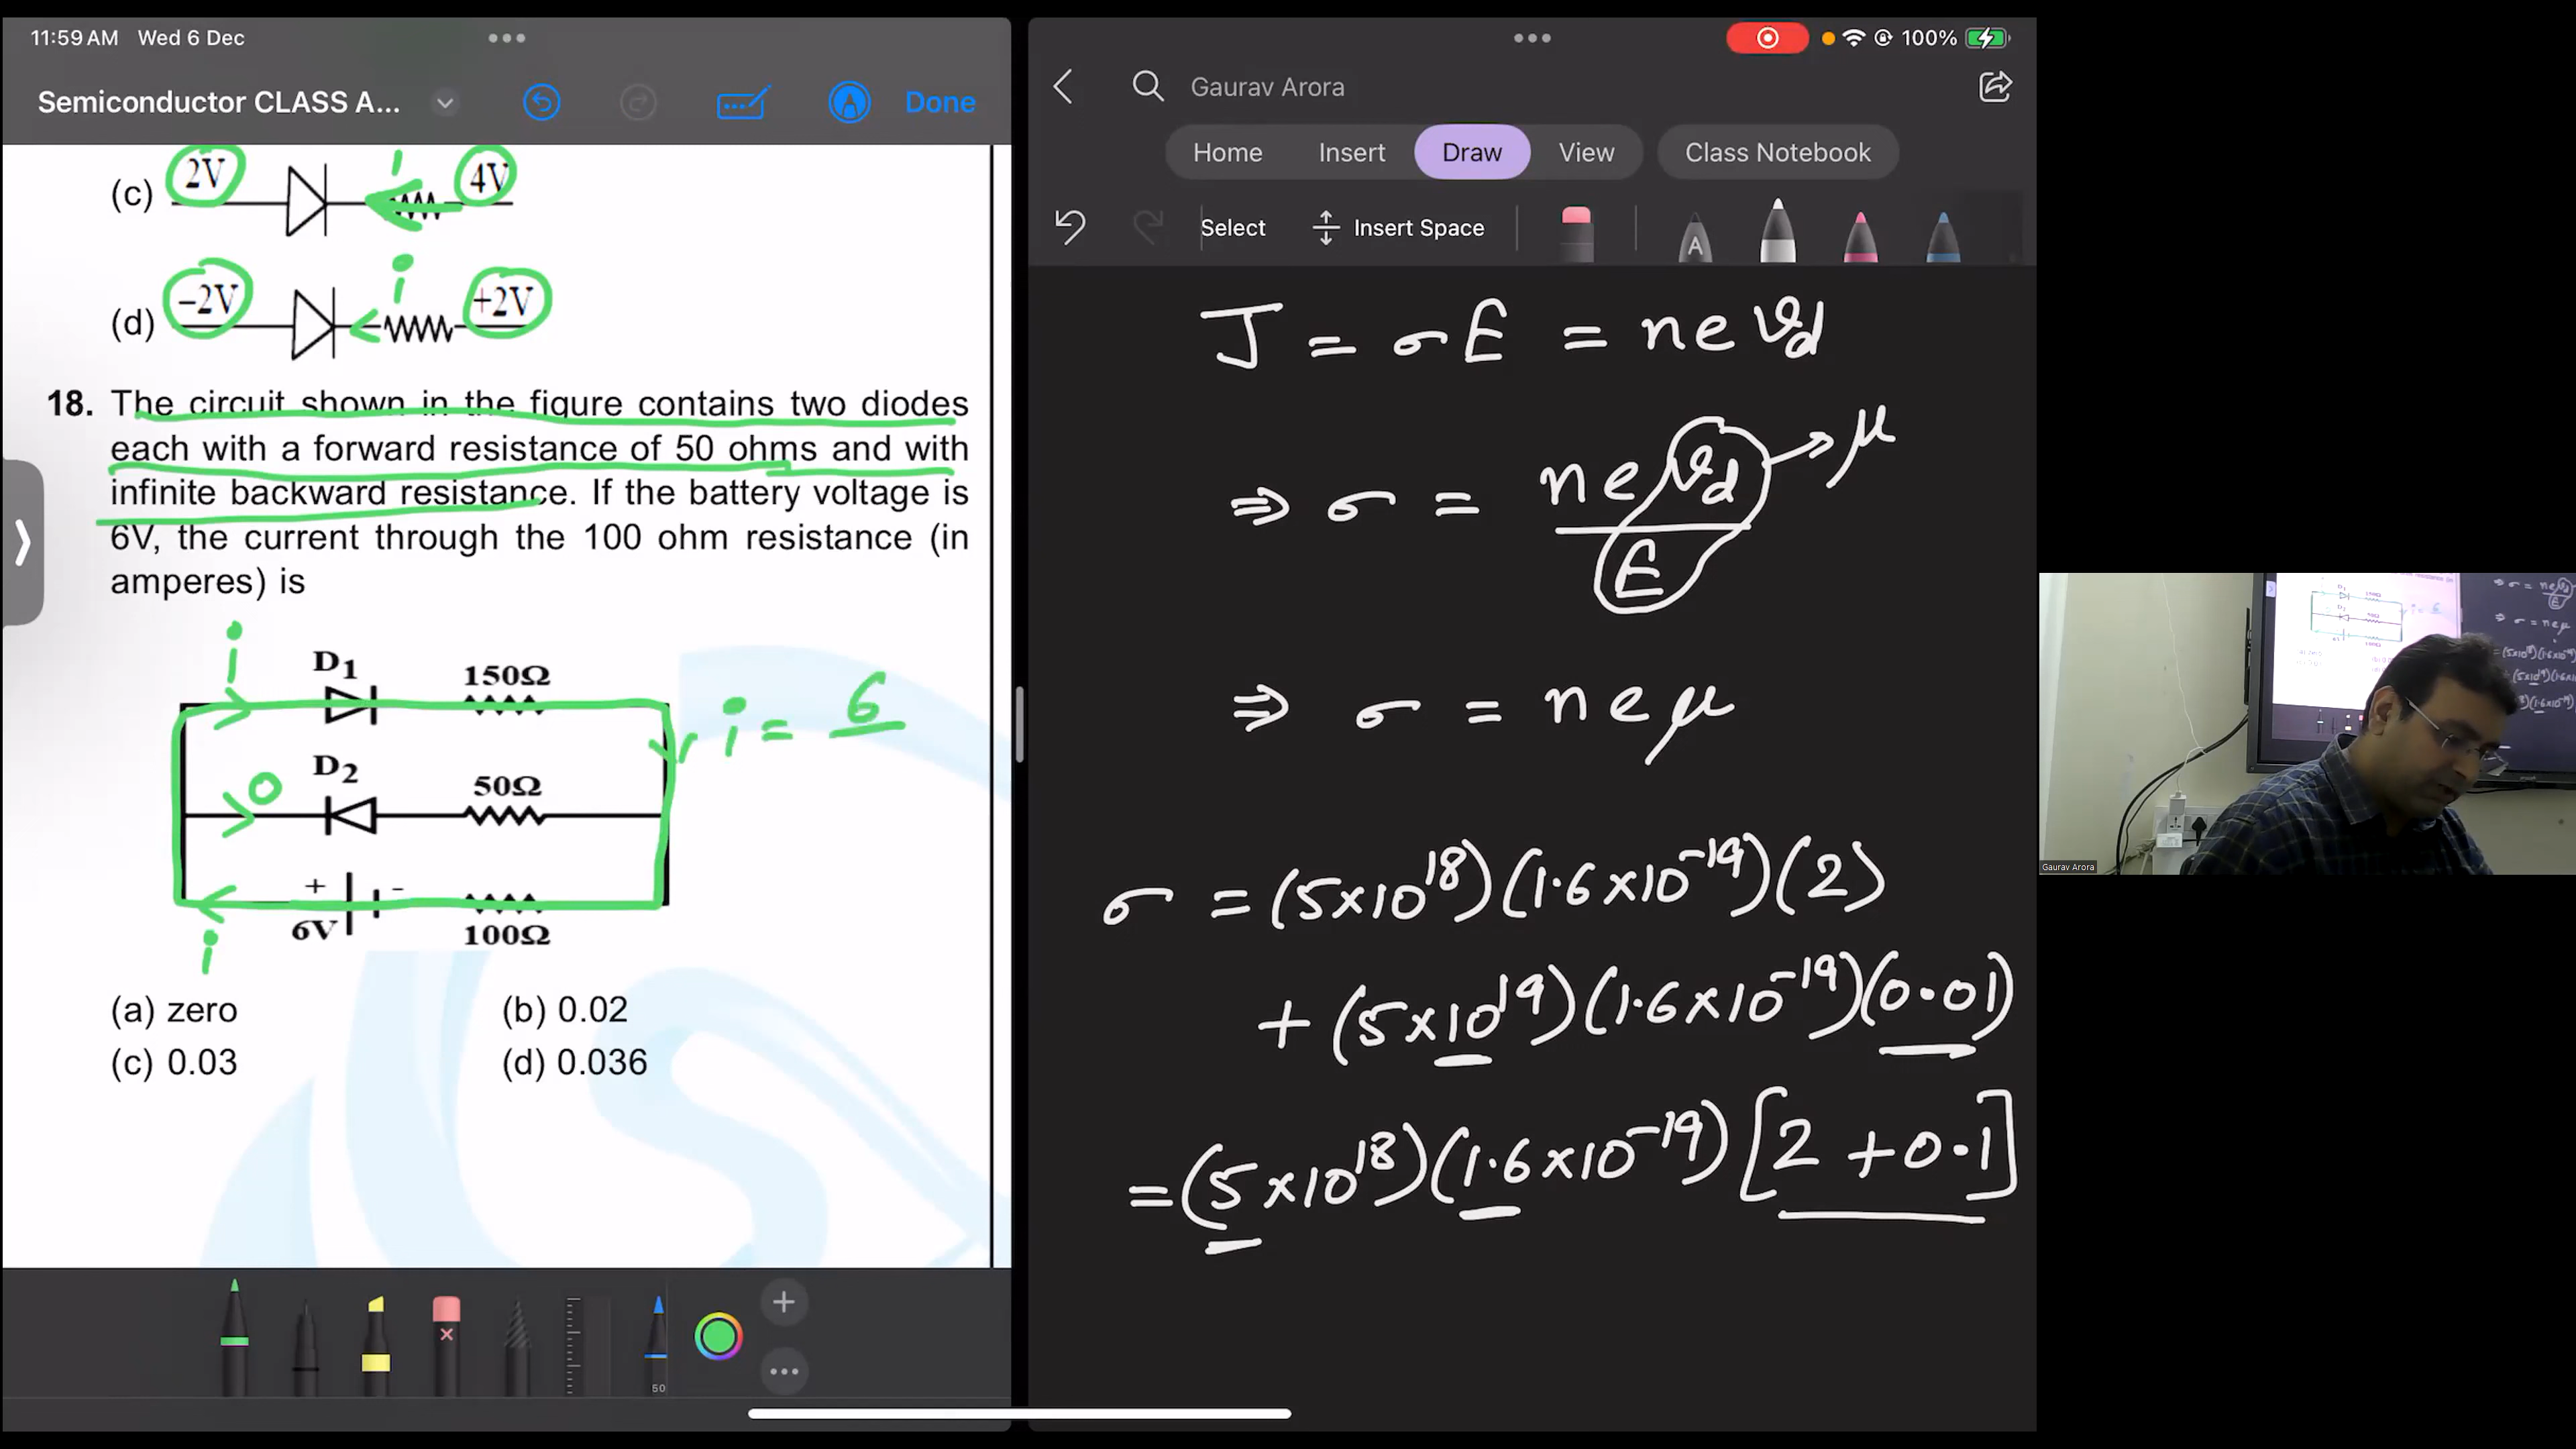 11:59 AM Wed 6 Dec
Semiconductor CLASS A...
Done
(c) 2V i 4V
(d) –2V i +2V
18. The circuit shown in the figure contains two diodes
each with a forward resistance of 50 ohms and with
infinite backward resistance. If the battery voltage is
6V, the current through the 100 ohm resistance (in
amperes) is
i D1 150Ω
i = 6
0 D2 50Ω
+ -
6V 100Ω
i
(a) zero (b) 0.02
(c) 0.03 (d) 0.036
50
100%
Gaurav Arora
Home Insert Draw View Class Notebook
Select Insert Space A
J = σE = nevd
⇒ σ = nevd / E → μ
⇒ σ = neμ
σ = (5×10^18)(1.6×10^-19)(2)
+ (5×10^19)(1.6×10^-19)(0.01)
= (5×10^18)(1.6×10^-19)[2 + 0.1]
Gaurav Arora